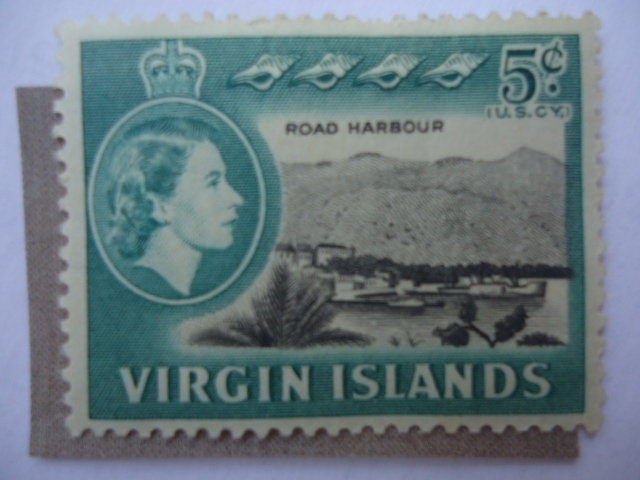 5¢
(U.S.CY.)
ROAD HARBOUR
VIRGIN ISLANDS